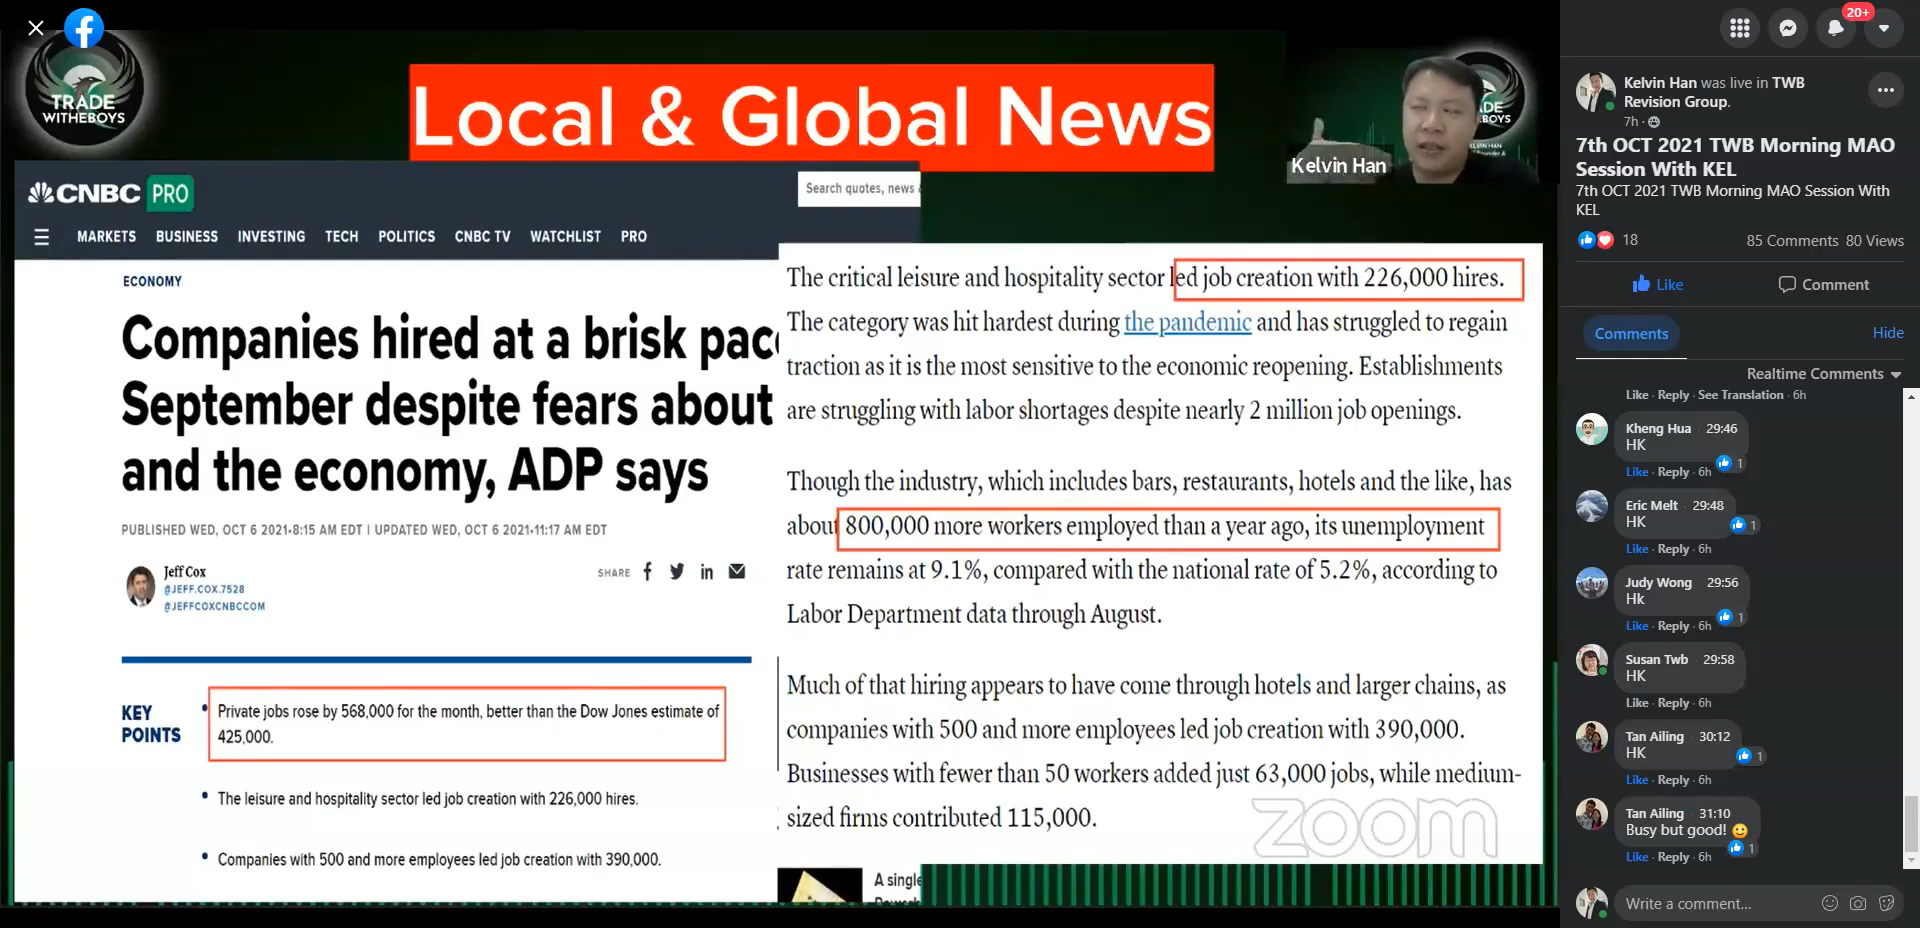 TRADE
WITHEBOYS
Local & Global News
DE
BOYS
KELVIN HAN
Kelvin Han
CNBC PRO
Search quotes, news &
MARKETS BUSINESS INVESTING TECH POLITICS CNBC TV WATCHLIST PRO
ECONOMY
Companies hired at a brisk pac
September despite fears about
and the economy, ADP says
PUBLISHED WED, OCT 6 2021•8:15 AM EDT | UPDATED WED, OCT 6 2021•11:17 AM EDT
Jeff Cox
@JEFF.COX.7528
@JEFFCOXCNBCCOM
SHARE
KEY
POINTS
• Private jobs rose by 568,000 for the month, better than the Dow Jones estimate of
425,000.
• The leisure and hospitality sector led job creation with 226,000 hires.
• Companies with 500 and more employees led job creation with 390,000.
The critical leisure and hospitality sector led job creation with 226,000 hires.
The category was hit hardest during the pandemic and has struggled to regain
traction as it is the most sensitive to the economic reopening. Establishments
are struggling with labor shortages despite nearly 2 million job openings.
Though the industry, which includes bars, restaurants, hotels and the like, has
about 800,000 more workers employed than a year ago, its unemployment
rate remains at 9.1%, compared with the national rate of 5.2%, according to
Labor Department data through August.
Much of that hiring appears to have come through hotels and larger chains, as
companies with 500 and more employees led job creation with 390,000.
Businesses with fewer than 50 workers added just 63,000 jobs, while medium-
sized firms contributed 115,000.
zoom
A single
20+
Kelvin Han was live in TWB
Revision Group.
7h ·
7th OCT 2021 TWB Morning MAO
Session With KEL
7th OCT 2021 TWB Morning MAO Session With
KEL
18 85 Comments 80 Views
Like Comment
Comments Hide
Realtime Comments
Like · Reply · See Translation · 6h
Kheng Hua · 29:46
HK
1
Like · Reply · 6h
Eric Melt · 29:48
HK
1
Like · Reply · 6h
Judy Wong · 29:56
Hk
1
Like · Reply · 6h
Susan Twb · 29:58
HK
Like · Reply · 6h
Tan Ailing · 30:12
HK
1
Like · Reply · 6h
Tan Ailing · 31:10
Busy but good! 🙂
1
Like · Reply · 6h
Write a comment...